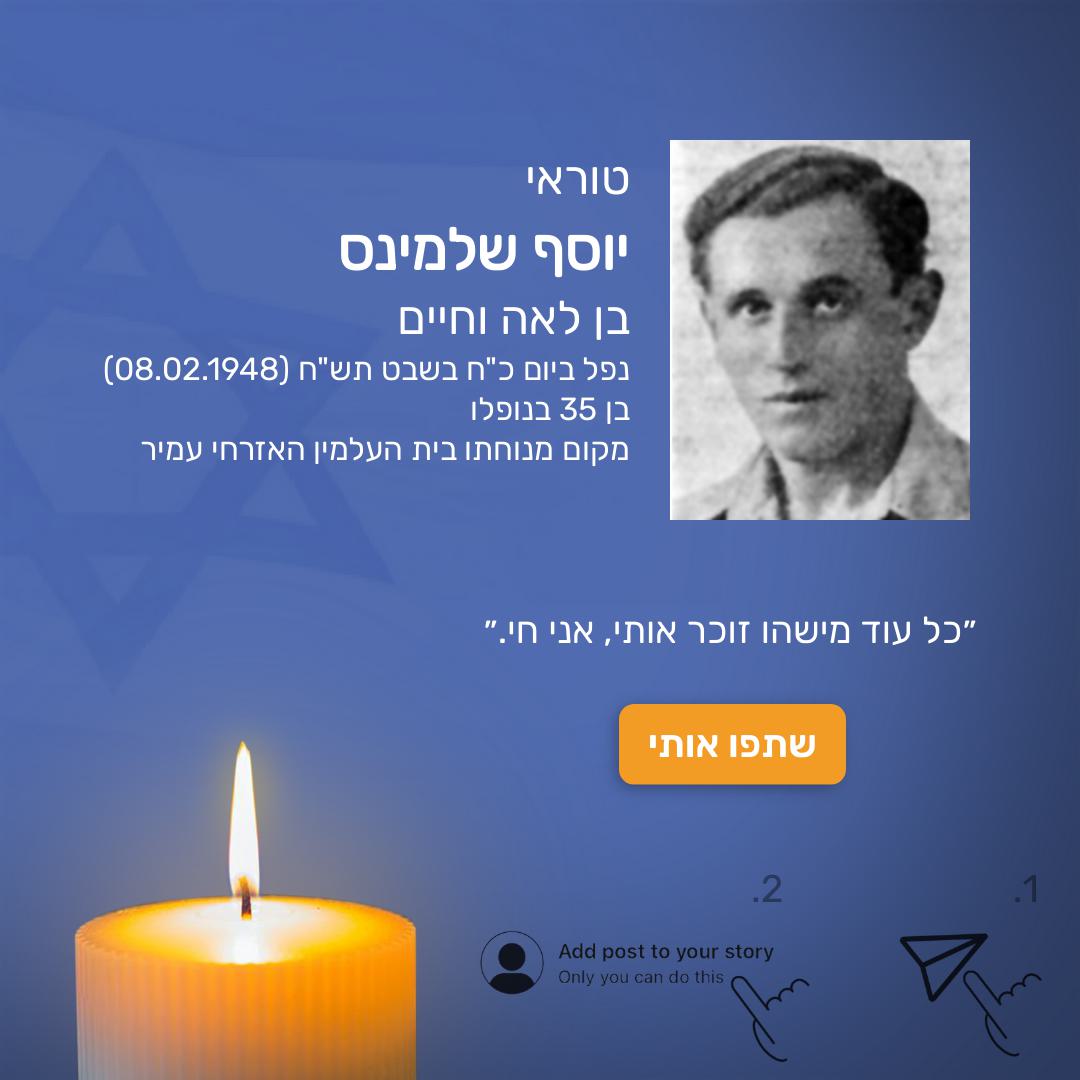 טוראי
יוסף שלמינס
בן לאה וחיים
נפל ביום כ"ח בשבט תש"ח (08.02.1948)
בן 35 בנופלו
מקום מנוחתו בית העלמין האזרחי עמיר
״כל עוד מישהו זוכר אותי, אני חי.״
שתפו אותי
.1
.2
Add post to your story
Only you can do this